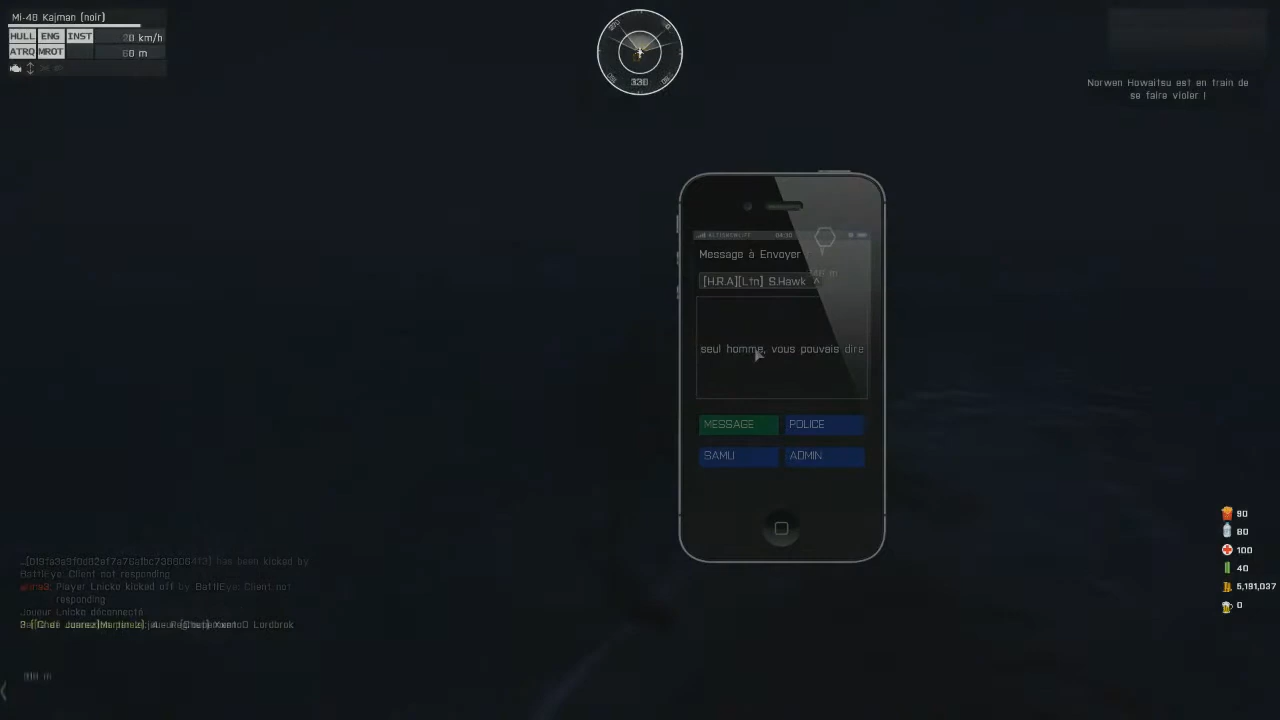 Mi-48 Kajman (noir)
HULL ENG INST 20 km/h
ATRQ MROT 60 m
330
Norwen Howaitsu est en train de
se faire violer !
04:30
Message à Envoyer
[H.R.A][Ltn] S.Hawk
seul homme, vous pouvais dire
MESSAGE POLICE
SAMU ADMIN
90
80
100
40
5,191,037
0
has been kicked by
BattlEye: Client not responding
Player Lnicko kicked off by BattlEye: Client not
responding
Joueur Lnicko déconnecté
Lordbrok